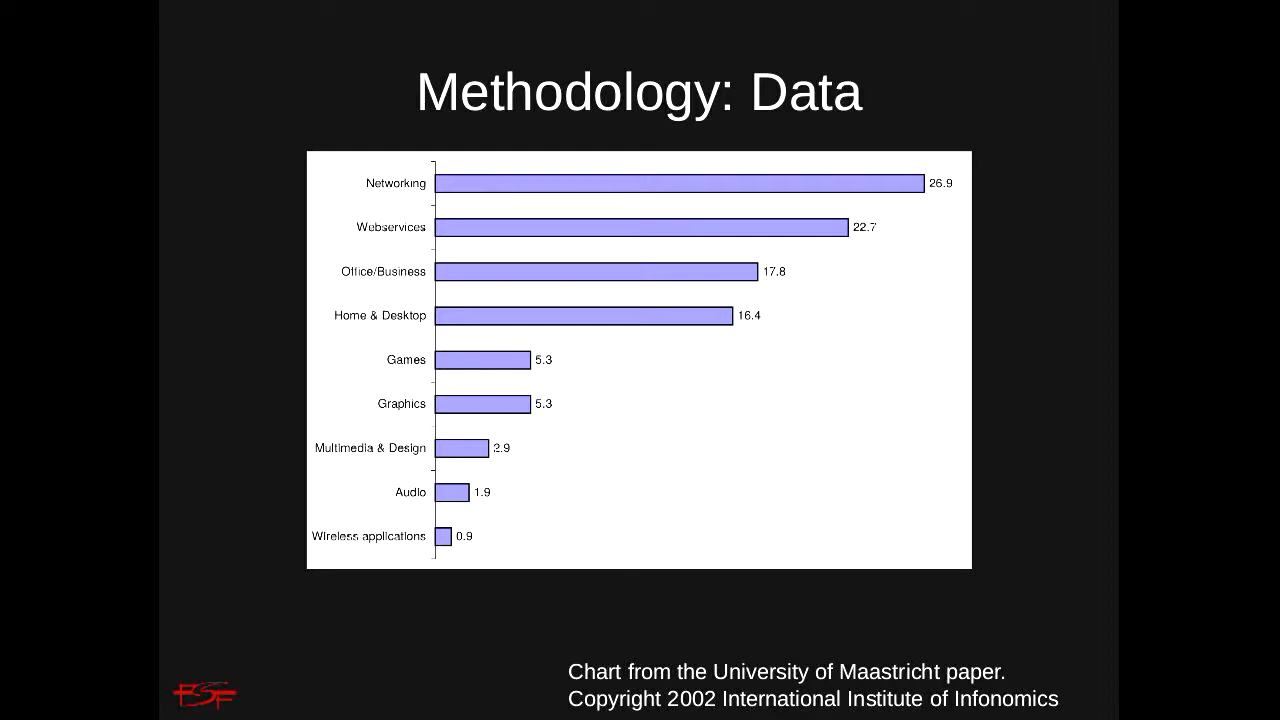 Methodology: Data
Networking 26.9
Webservices 22.7
Office/Business 17.8
Home & Desktop 16.4
Games 5.3
Graphics 5.3
Multimedia & Design 2.9
Audio 1.9
Wireless applications 0.9
Chart from the University of Maastricht paper.
Copyright 2002 International Institute of Infonomics
FSF